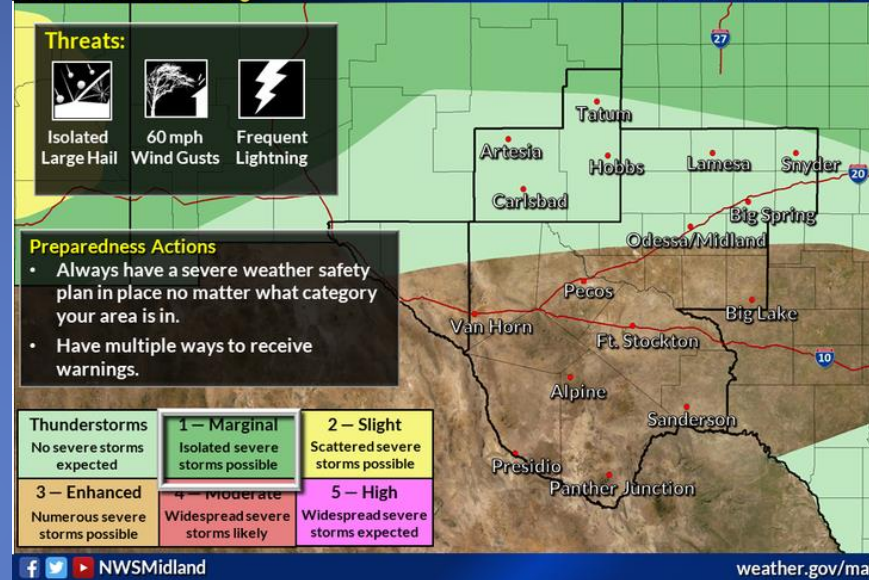 Threats:
Isolated
Large Hail
60 mph
Wind Gusts
Frequent
Lightning
Preparedness Actions
• Always have a severe weather safety
plan in place no matter what category
your area is in.
• Have multiple ways to receive
warnings.
Thunderstorms
No severe storms
expected
1 — Marginal
Isolated severe
storms possible
2 — Slight
Scattered severe
storms possible
3 — Enhanced
Numerous severe
storms possible
4 — Moderate
Widespread severe
storms likely
5 — High
Widespread severe
storms expected
27
Tatum
Artesia
Hobbs
Lamesa
Snyder
20
Carlsbad
Big Spring
Odessa/Midland
Pecos
Van Horn
Big Lake
Ft. Stockton
10
Alpine
Sanderson
Presidio
Panther Junction
NWSMidland
weather.gov/ma